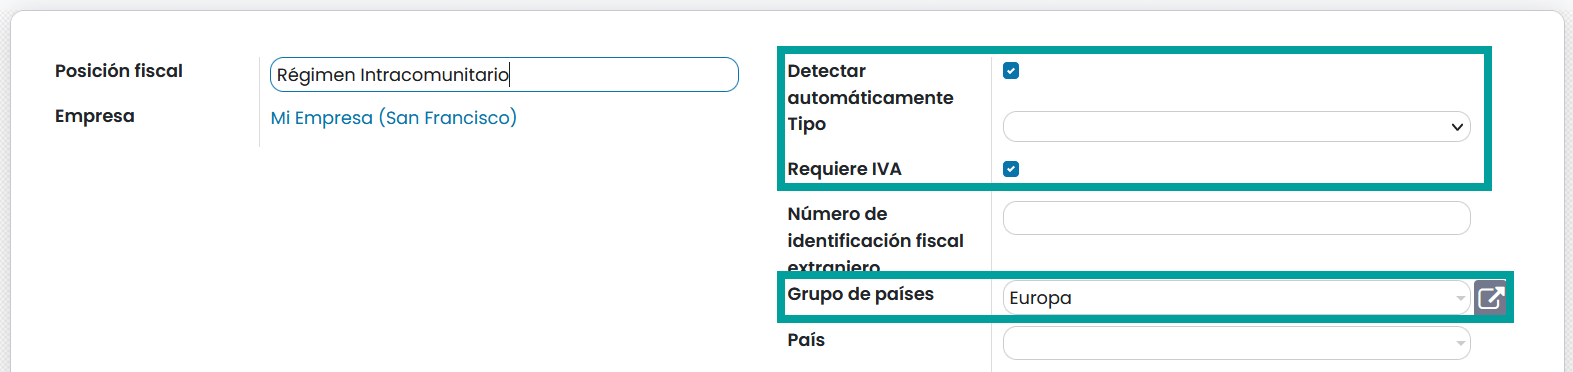 Posición fiscal
Régimen Intracomunitario
Empresa
Mi Empresa (San Francisco)
Detectar
automáticamente
Tipo
Requiere IVA
Número de
identificación fiscal
extranjero
Grupo de países
Europa
País